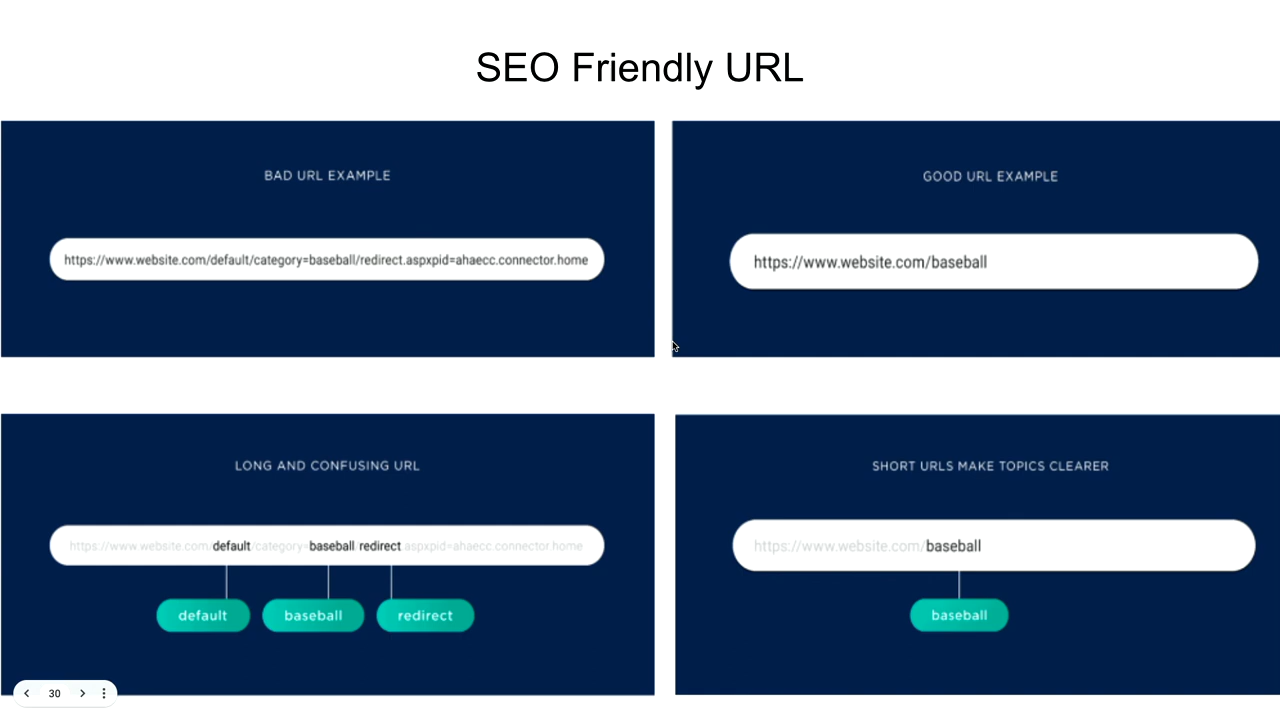 SEO Friendly URL
BAD URL EXAMPLE
https://www.website.com/default/category=baseball/redirect.aspxpid=ahaecc.connector.home
GOOD URL EXAMPLE
https://www.website.com/baseball
LONG AND CONFUSING URL
https://www.website.com/default/category=baseball redirect.aspxpid=ahaecc.connector.home
default baseball redirect
SHORT URLS MAKE TOPICS CLEARER
https://www.website.com/baseball
baseball
30